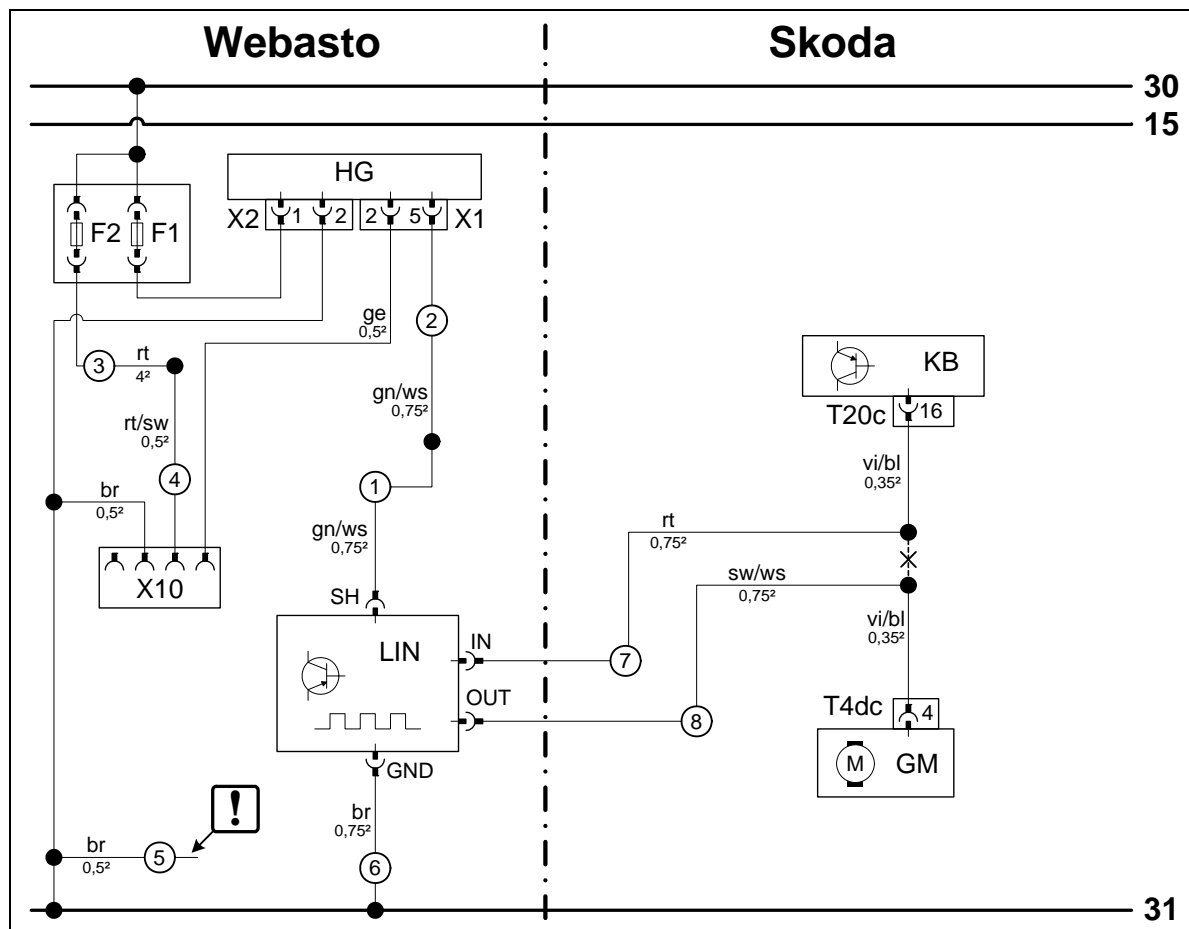 Webasto
Skoda
30
15
HG
F2
F1
X2
1
2
2
5
X1
ge
0,5²
2
3
rt
4²
gn/ws
0,75²
KB
T20c
16
rt/sw
0,5²
4
1
br
0,5²
vi/bl
0,35²
gn/ws
0,75²
rt
0,75²
X10
SH
sw/ws
0,75²
vi/bl
0,35²
LIN
IN
7
OUT
8
T4dc
4
M
GM
GND
!
br
0,75²
br
0,5²
5
6
31